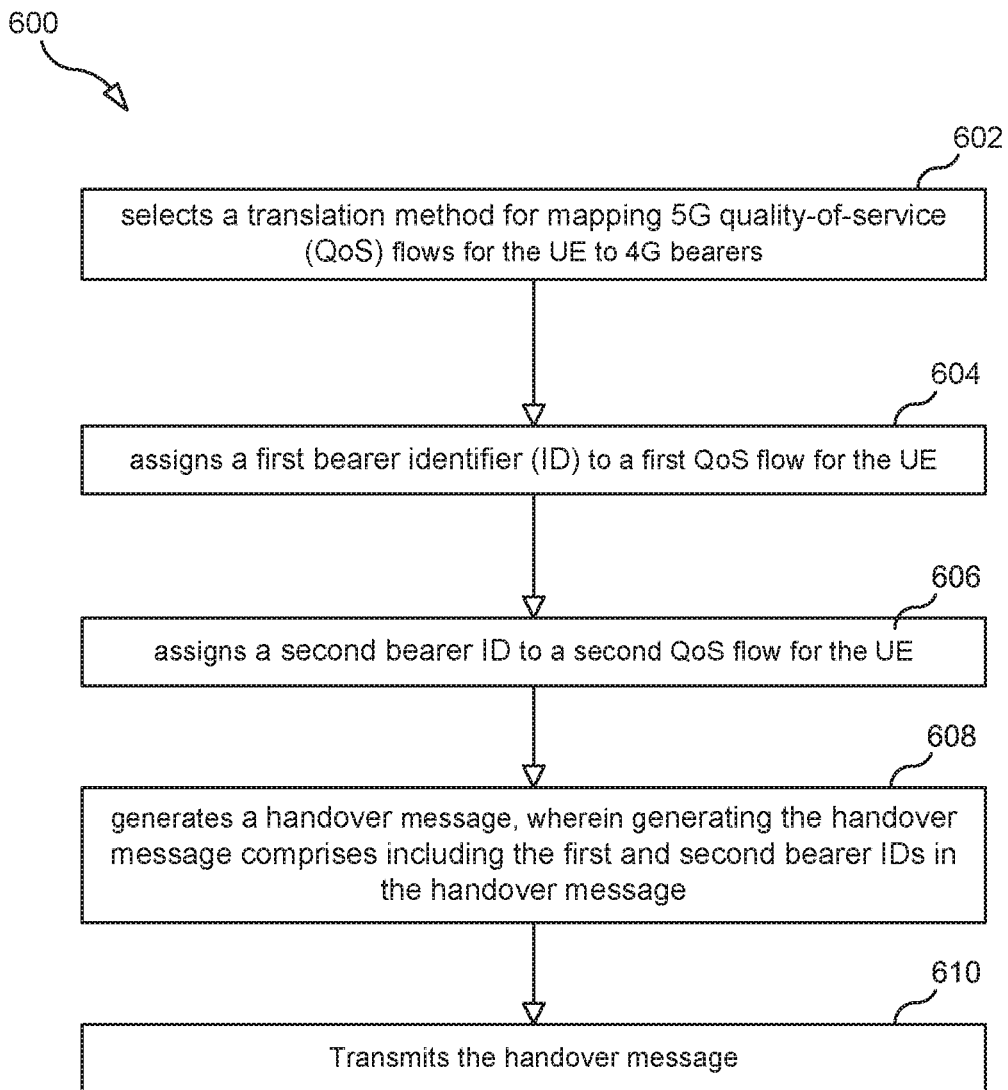 600
602
selects a translation method for mapping 5G quality-of-service
(QoS) flows for the UE to 4G bearers
604
assigns a first bearer identifier (ID) to a first QoS flow for the UE
606
assigns a second bearer ID to a second QoS flow for the UE
608
generates a handover message, wherein generating the handover
message comprises including the first and second bearer IDs in
the handover message
610
Transmits the handover message